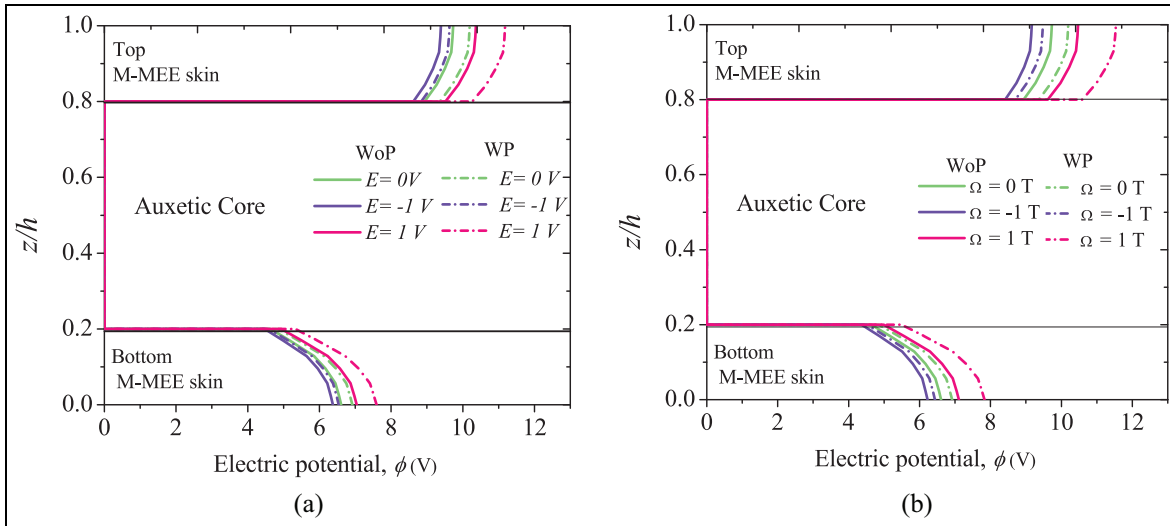 1.0
0.8
0.6
0.4
0.2
0.0
z/h
Top
M-MEE skin
WoP WP
E= 0V E= 0 V
E= -1 V E= -1 V
E= 1 V E= 1 V
Auxetic Core
Bottom
M-MEE skin
0 2 4 6 8 10 12
Electric potential, ϕ (V)
(a)
1.0
0.8
0.6
0.4
0.2
0.0
z/h
Top
M-MEE skin
WoP WP
Ω = 0 T Ω = 0 T
Ω = -1 T Ω = -1 T
Ω = 1 T Ω = 1 T
Auxetic Core
Bottom
M-MEE skin
0 2 4 6 8 10 12
Electric potential, ϕ (V)
(b)